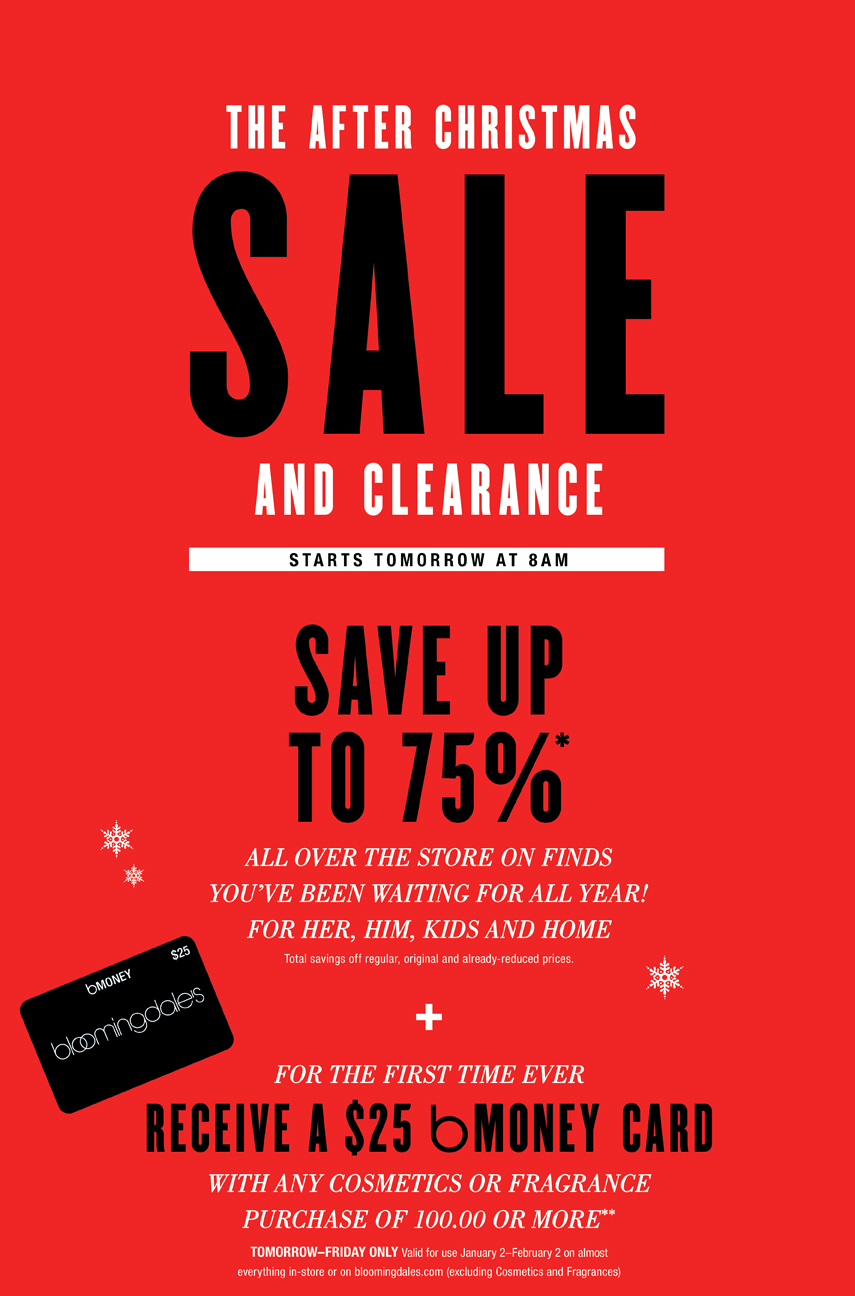 THE AFTER CHRISTMAS
SALE
AND CLEARANCE
STARTS TOMORROW AT 8AM
SAVE UP
TO 75%*
ALL OVER THE STORE ON FINDS
YOU'VE BEEN WAITING FOR ALL YEAR!
FOR HER, HIM, KIDS AND HOME
Total savings off regular, original and already-reduced prices.
$25
bMONEY
bloomingdale's
+
FOR THE FIRST TIME EVER
RECEIVE A $25 bMONEY CARD
WITH ANY COSMETICS OR FRAGRANCE
PURCHASE OF 100.00 OR MORE**
TOMORROW–FRIDAY ONLY Valid for use January 2–February 2 on almost
everything in-store or on bloomingdales.com (excluding Cosmetics and Fragrances)